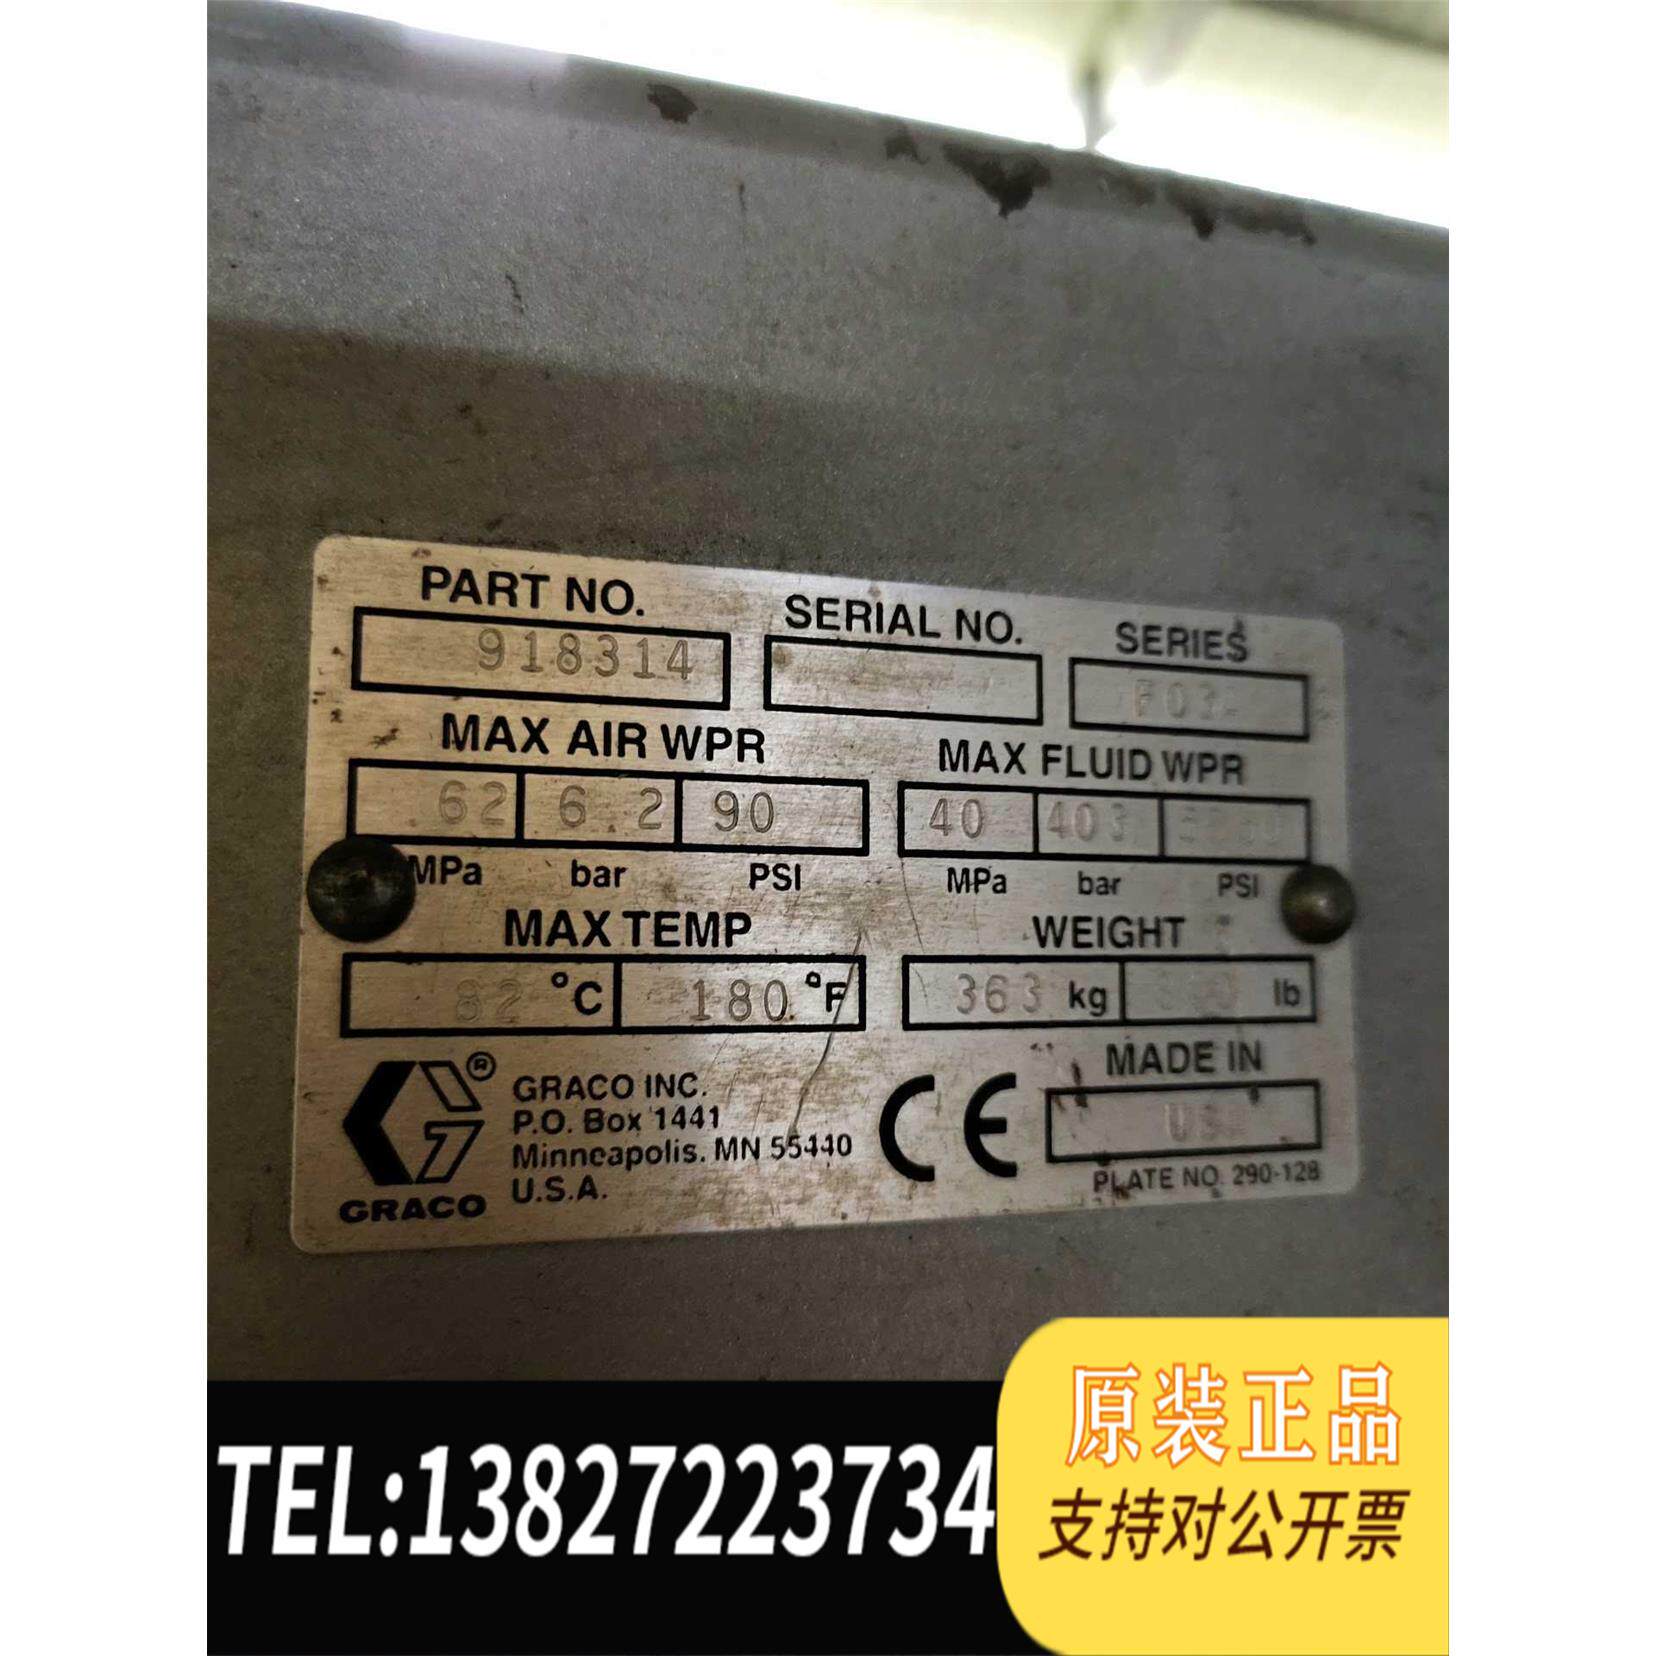 PART NO. SERIAL NO. SERIES
918314 F03-
MAX AIR WPR MAX FLUID WPR
62 6.2 90 40 403
MPa bar PSI MPa bar PSI
MAX TEMP WEIGHT
82 °C 180 °F 363 kg lb
MADE IN
US
GRACO INC.
P.O. Box 1441
Minneapolis. MN 55440
U.S.A.
GRACO
CE
PLATE NO. 290-128
TEL:13827223734
原装正品
支持对公开票